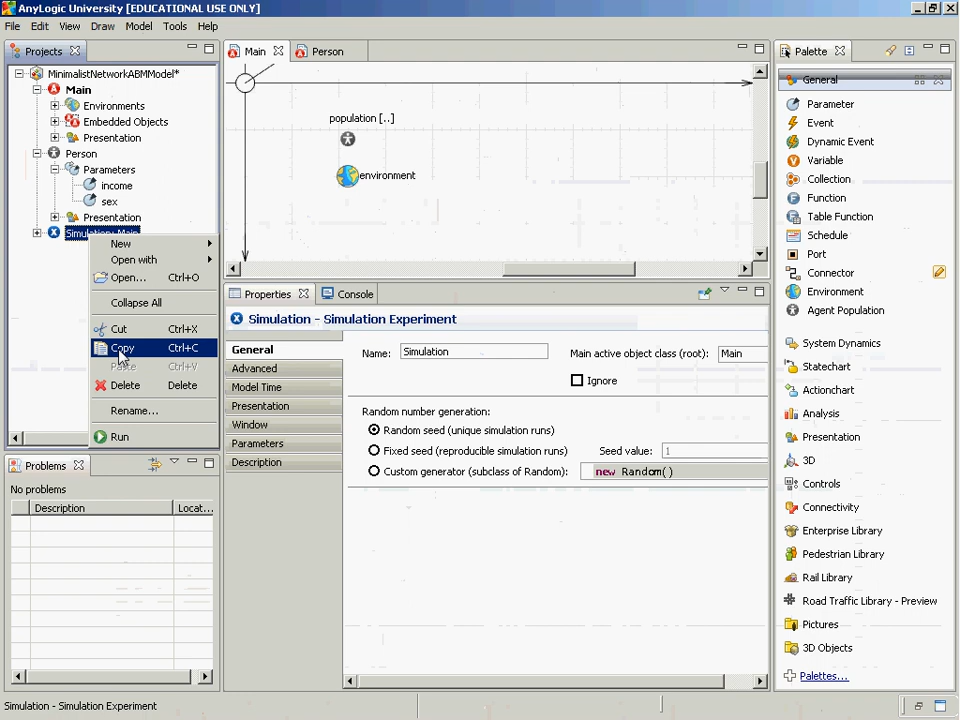 AnyLogic University [EDUCATIONAL USE ONLY]
File Edit View Draw Model Tools Help
Projects
MinimalistNetworkABMModel*
Main
Environments
Embedded Objects
Presentation
Person
Parameters
income
sex
Presentation
Simulation: Main
New
Open with
Open... Ctrl+O
Collapse All
Cut Ctrl+X
Copy Ctrl+C
Paste Ctrl+V
Delete Delete
Rename...
Run
Problems
No problems
Description Locat...
Main Person
population [..]
environment
Properties Console
Simulation - Simulation Experiment
General
Advanced
Model Time
Presentation
Window
Parameters
Description
Name: Simulation Main active object class (root): Main
Ignore
Random number generation:
Random seed (unique simulation runs)
Fixed seed (reproducible simulation runs) Seed value: 1
Custom generator (subclass of Random): new Random()
Palette
General
Parameter
Event
Dynamic Event
Variable
Collection
Function
Table Function
Schedule
Port
Connector
Environment
Agent Population
System Dynamics
Statechart
Actionchart
Analysis
Presentation
3D
Controls
Connectivity
Enterprise Library
Pedestrian Library
Rail Library
Road Traffic Library - Preview
Pictures
3D Objects
Palettes...
Simulation - Simulation Experiment